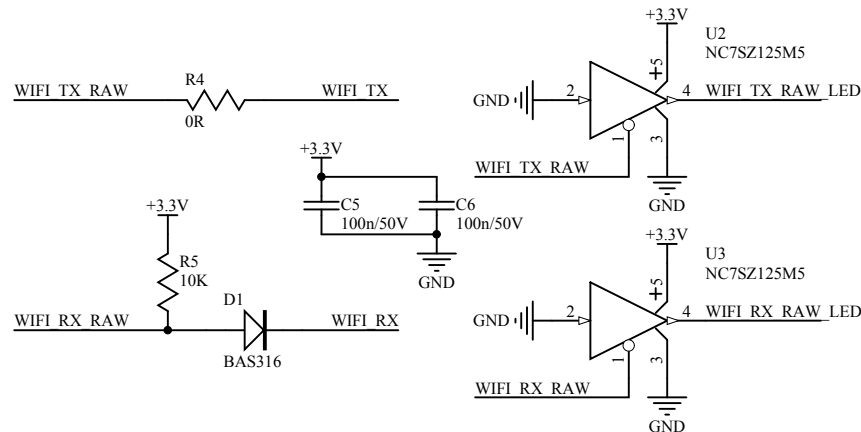 +3.3V
U2
NC7SZ125M5
R4
5
WIFI_TX_RAW
WIFI_TX
GND
2
4
WIFI_TX_RAW_LED
0R
1
3
+3.3V
WIFI_TX_RAW
C5
C6
GND
+3.3V
100n/50V
100n/50V
+3.3V
U3
R5
NC7SZ125M5
10K
GND
5
D1
WIFI_RX_RAW
WIFI_RX
GND
2
4
WIFI_RX_RAW_LED
BAS316
1
3
WIFI_RX_RAW
GND